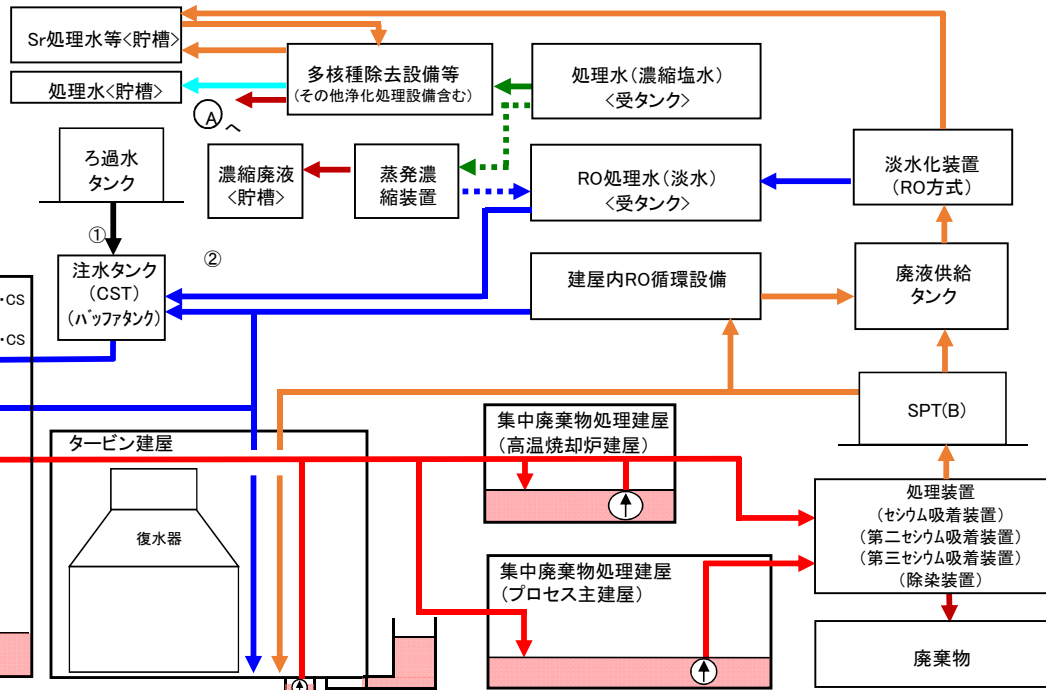 Sr処理水等<貯槽>
処理水<貯槽>
多核種除去設備等
(その他浄化処理設備含む)
処理水(濃縮塩水)
<受タンク>
Ⓐへ
ろ過水
タンク
濃縮廃液
<貯槽>
蒸発濃
縮装置
RO処理水(淡水)
<受タンク>
淡水化装置
(RO方式)
①
②
注水タンク
(CST)
(バッファタンク)
建屋内RO循環設備
廃液供給
タンク
・CS
・CS
SPT(B)
タービン建屋
復水器
集中廃棄物処理建屋
(高温焼却炉建屋)
処理装置
(セシウム吸着装置)
(第二セシウム吸着装置)
(第三セシウム吸着装置)
(除染装置)
集中廃棄物処理建屋
(プロセス主建屋)
廃棄物